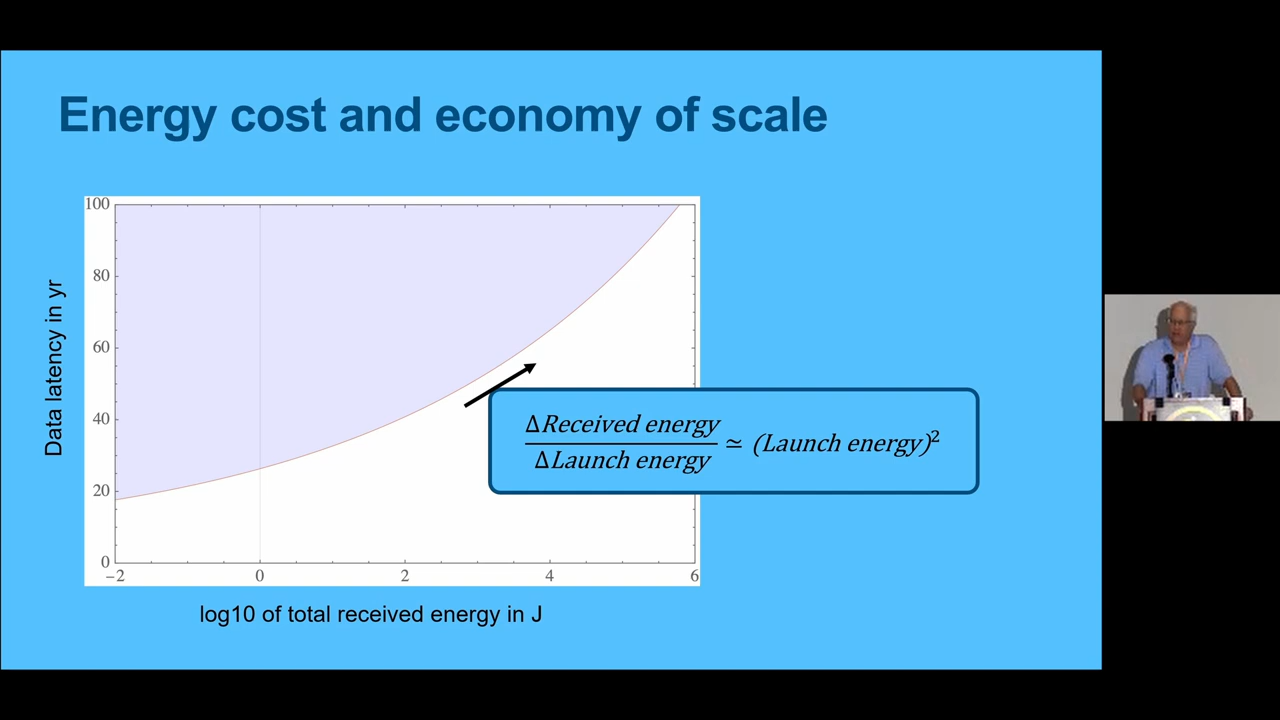 Energy cost and economy of scale
100
80
60
40
20
0
−2
0
2
4
6
Data latency in yr
log10 of total received energy in J
ΔReceived energy
ΔLaunch energy
≃ (Launch energy)²